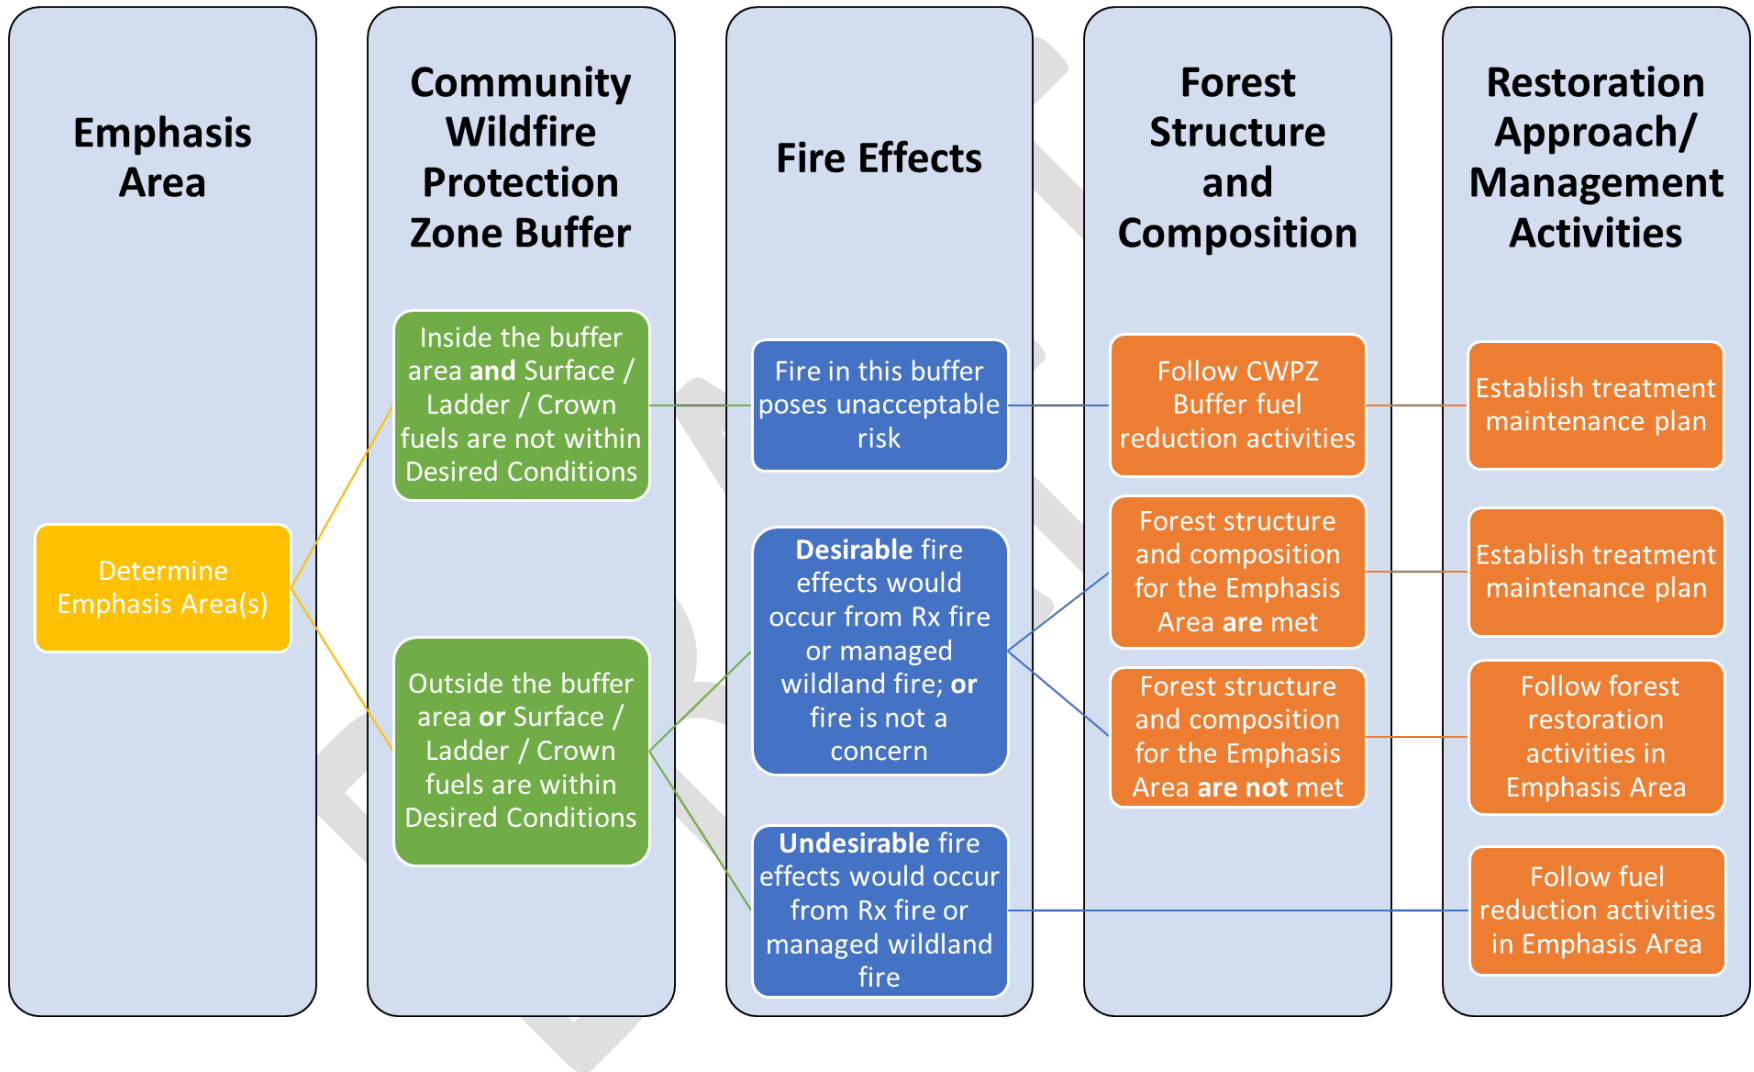 Emphasis
Area
Community
Wildfire
Protection
Zone Buffer
Fire Effects
Forest
Structure
and
Composition
Restoration
Approach/
Management
Activities
Determine
Emphasis Area(s)
Inside the buffer
area and Surface /
Ladder / Crown
fuels are not within
Desired Conditions
Outside the buffer
area or Surface /
Ladder / Crown
fuels are within
Desired Conditions
Fire in this buffer
poses unacceptable
risk
Desirable fire
effects would
occur from Rx fire
or managed
wildland fire; or
fire is not a
concern
Undesirable fire
effects would occur
from Rx fire or
managed wildland
fire
Follow CWPZ
Buffer fuel
reduction activities
Forest structure
and composition
for the Emphasis
Area are met
Forest structure
and composition
for the Emphasis
Area are not met
Establish treatment
maintenance plan
Establish treatment
maintenance plan
Follow forest
restoration
activities in
Emphasis Area
Follow fuel
reduction activities
in Emphasis Area